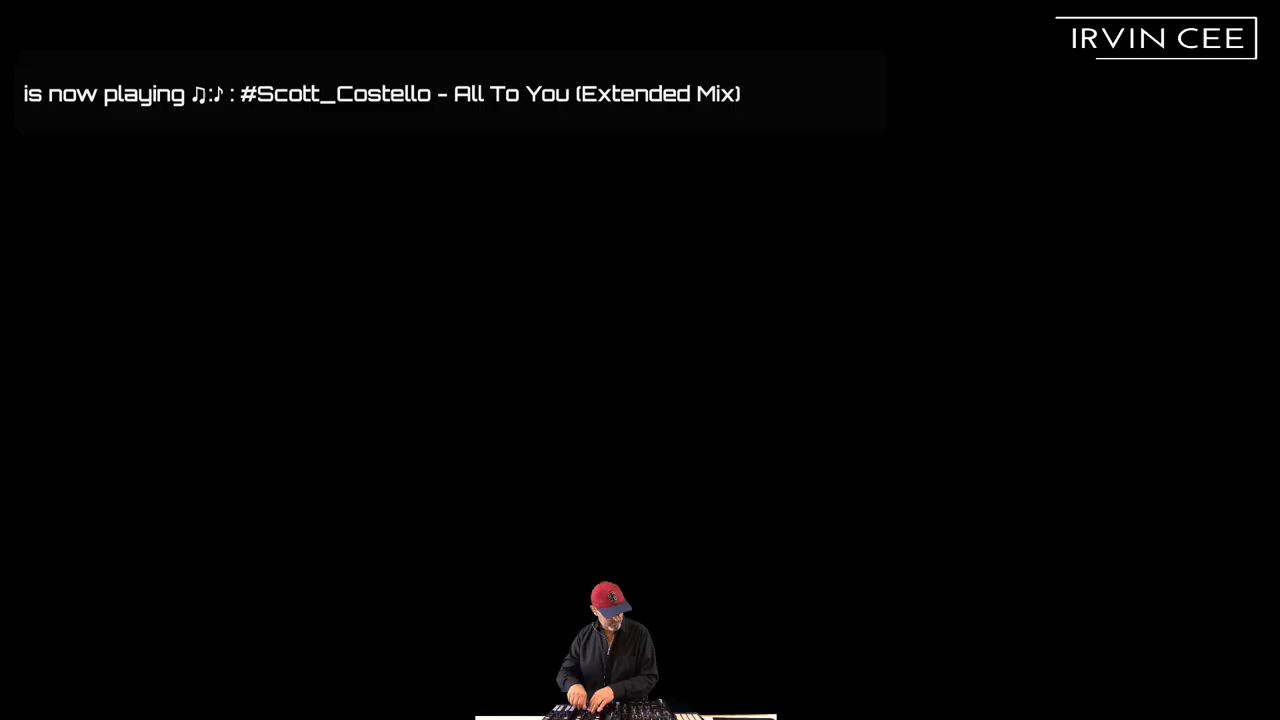 IRVIN CEE
is now playing ♫:♪ : #Scott_Costello - All To You (Extended Mix)